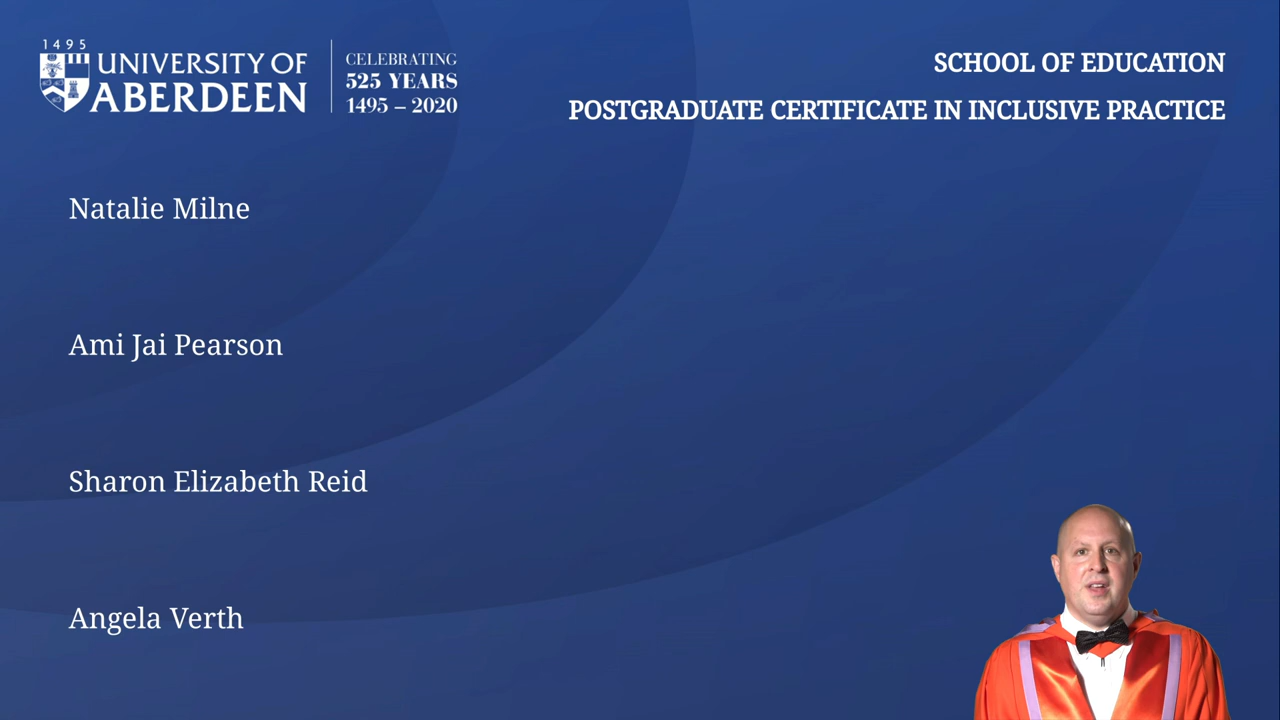 1495
UNIVERSITY OF
ABERDEEN
CELEBRATING
525 YEARS
1495 – 2020
SCHOOL OF EDUCATION
POSTGRADUATE CERTIFICATE IN INCLUSIVE PRACTICE
Natalie Milne
Ami Jai Pearson
Sharon Elizabeth Reid
Angela Verth